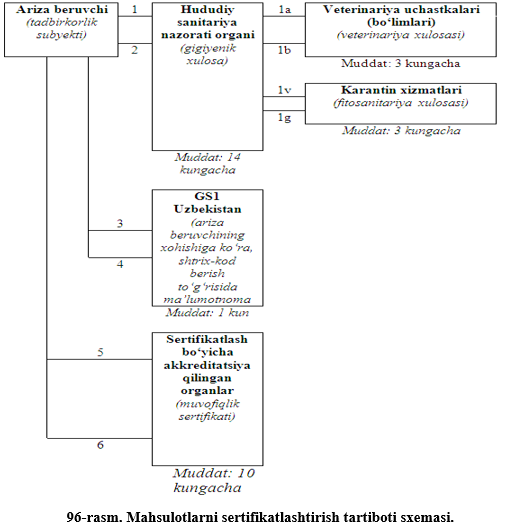 Ariza beruvchi
(tadbirkorlik
subyekti)
1
2
Hududiy
sanitariya
nazorati organi
(gigiyenik
xulosa)
Muddat: 14
kungacha
1a
1b
Veterinariya uchastkalari
(bo‘limlari)
(veterinariya xulosasi)
Muddat: 3 kungacha
1v
1g
Karantin xizmatlari
(fitosanitariya xulosasi)
Muddat: 3 kungacha
3
4
GS1
Uzbekistan
(ariza
beruvchining
xohishiga ko‘ra,
shtrix-kod
berish
to‘g‘risida
ma’lumotnoma
Muddat: 1 kun
5
6
Sertifikatlash
bo‘yicha
akkreditatsiya
qilingan
organlar
(muvofiqlik
sertifikati)
Muddat: 10
kungacha
96-rasm. Mahsulotlarni sertifikatlashtirish tartiboti sxemasi.